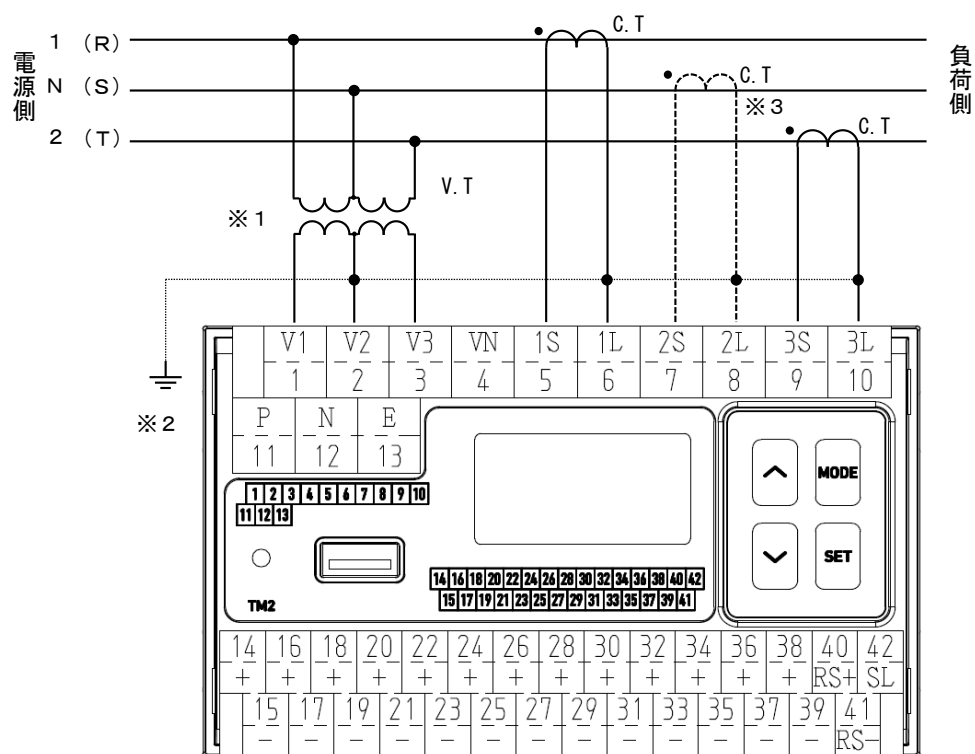 電源側
負荷側
1 (R)
N (S)
2 (T)
C.T
C.T
※3
C.T
V.T
※1
※2
V1 V2 V3 VN 1S 1L 2S 2L 3S 3L
1 2 3 4 5 6 7 8 9 10
P N E
11 12 13
1 2 3 4 5 6 7 8 9 10
11 12 13
MODE
SET
TM2
14 16 18 20 22 24 26 28 30 32 34 36 38 40 42
15 17 19 21 23 25 27 29 31 33 35 37 39 41
14 16 18 20 22 24 26 28 30 32 34 36 38 40 42
+ + + + + + + + + + + + + RS+ SL
15 17 19 21 23 25 27 29 31 33 35 37 39 41
- - - - - - - - - - - - - RS-